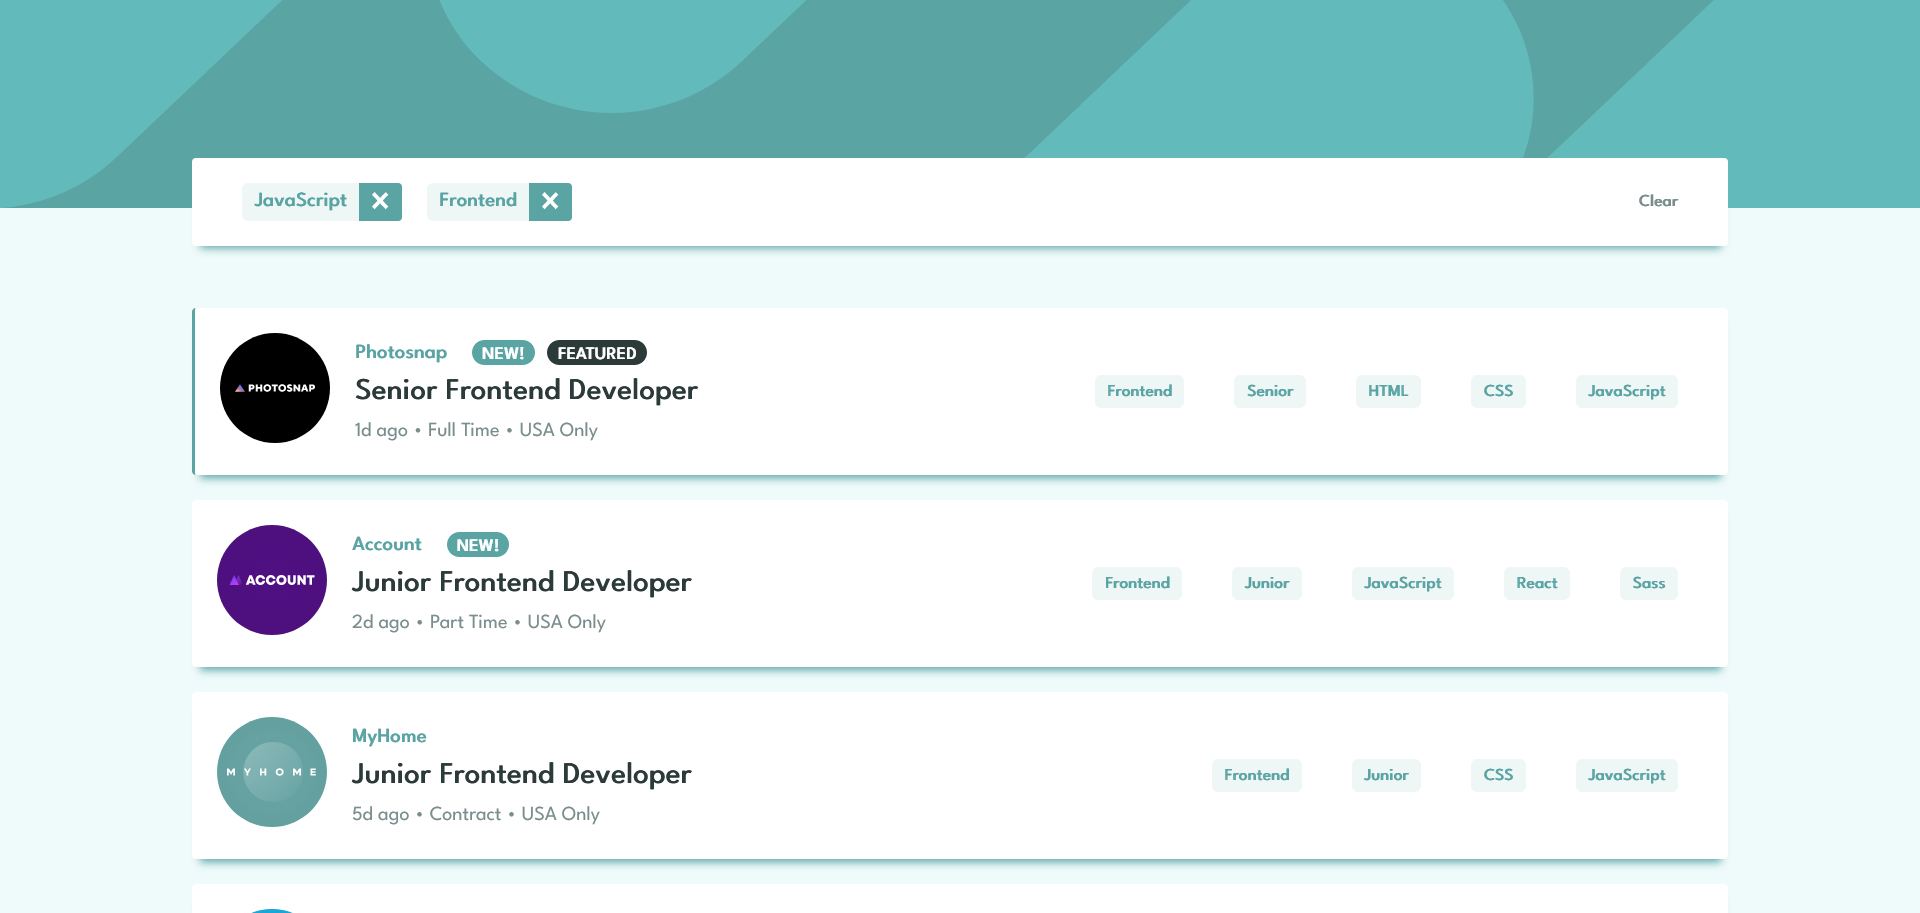 JavaScript ✕ Frontend ✕ Clear
PHOTOSNAP
Photosnap NEW! FEATURED
Senior Frontend Developer
1d ago • Full Time • USA Only
Frontend Senior HTML CSS JavaScript
ACCOUNT
Account NEW!
Junior Frontend Developer
2d ago • Part Time • USA Only
Frontend Junior JavaScript React Sass
MYHOME
MyHome
Junior Frontend Developer
5d ago • Contract • USA Only
Frontend Junior CSS JavaScript